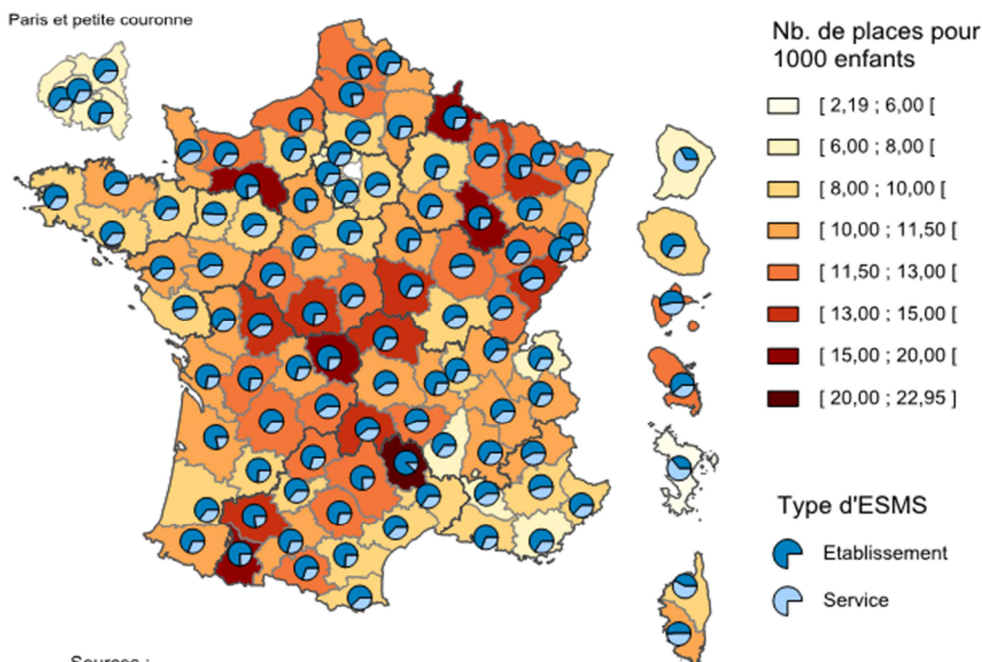 Paris et petite couronne
Nb. de places pour
1000 enfants
[ 2,19 ; 6,00 [
[ 6,00 ; 8,00 [
[ 8,00 ; 10,00 [
[ 10,00 ; 11,50 [
[ 11,50 ; 13,00 [
[ 13,00 ; 15,00 [
[ 15,00 ; 20,00 [
[ 20,00 ; 22,95 ]
Type d'ESMS
Etablissement
Service
Sources :